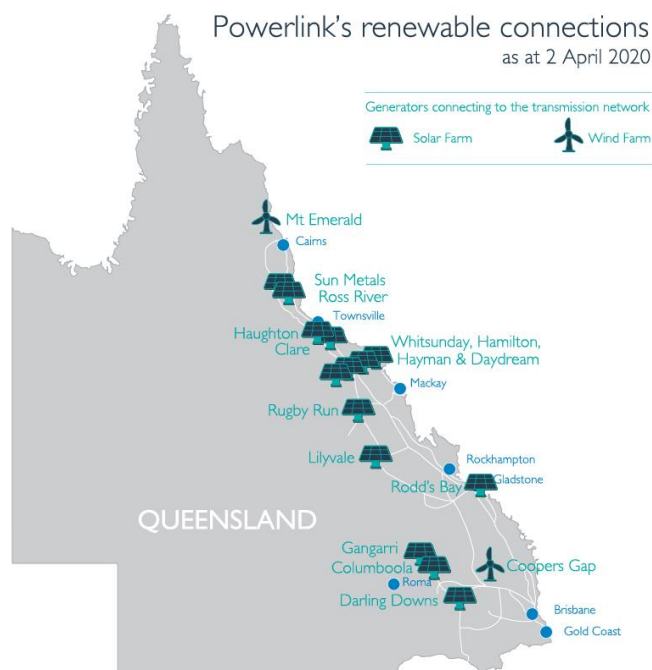 Powerlink's renewable connections
as at 2 April 2020
Generators connecting to the transmission network
Solar Farm
Wind Farm
Mt Emerald
Cairns
Sun Metals
Ross River
Townsville
Haughton
Clare
Whitsunday, Hamilton,
Hayman & Daydream
Mackay
Rugby Run
Lilyvale
Rockhampton
Rodd's Bay
Gladstone
QUEENSLAND
Gangarri
Columboola
Coopers Gap
Roma
Darling Downs
Brisbane
Gold Coast